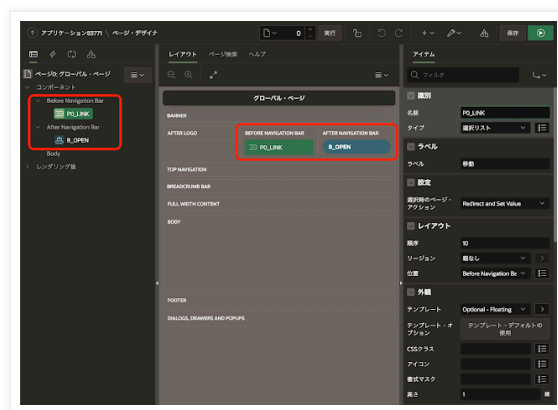 アプリケーション83771 \ ページ・デザイナ
0
実行
保存
ページ0: グローバル・ページ
コンポーネント
Before Navigation Bar
P0_LINK
After Navigation Bar
B_OPEN
Body
レンダリング後
レイアウト ページ検索 ヘルプ
グローバル・ページ
BANNER
AFTER LOGO
BEFORE NAVIGATION BAR
AFTER NAVIGATION BAR
P0_LINK
B_OPEN
TOP NAVIGATION
BREADCRUMB BAR
FULL WIDTH CONTENT
BODY
FOOTER
DIALOGS, DRAWERS AND POPUPS
アイテム
フィルタ
識別
名前 P0_LINK
タイプ 選択リスト
ラベル
ラベル 移動
設定
選択時のページ・アクション Redirect and Set Value
レイアウト
順序 10
リージョン 親なし
位置 Before Navigation Ba
外観
テンプレート Optional - Floating
テンプレート・オプション テンプレート・デフォルトの使用
CSSクラス
アイコン
書式マスク
高さ 1